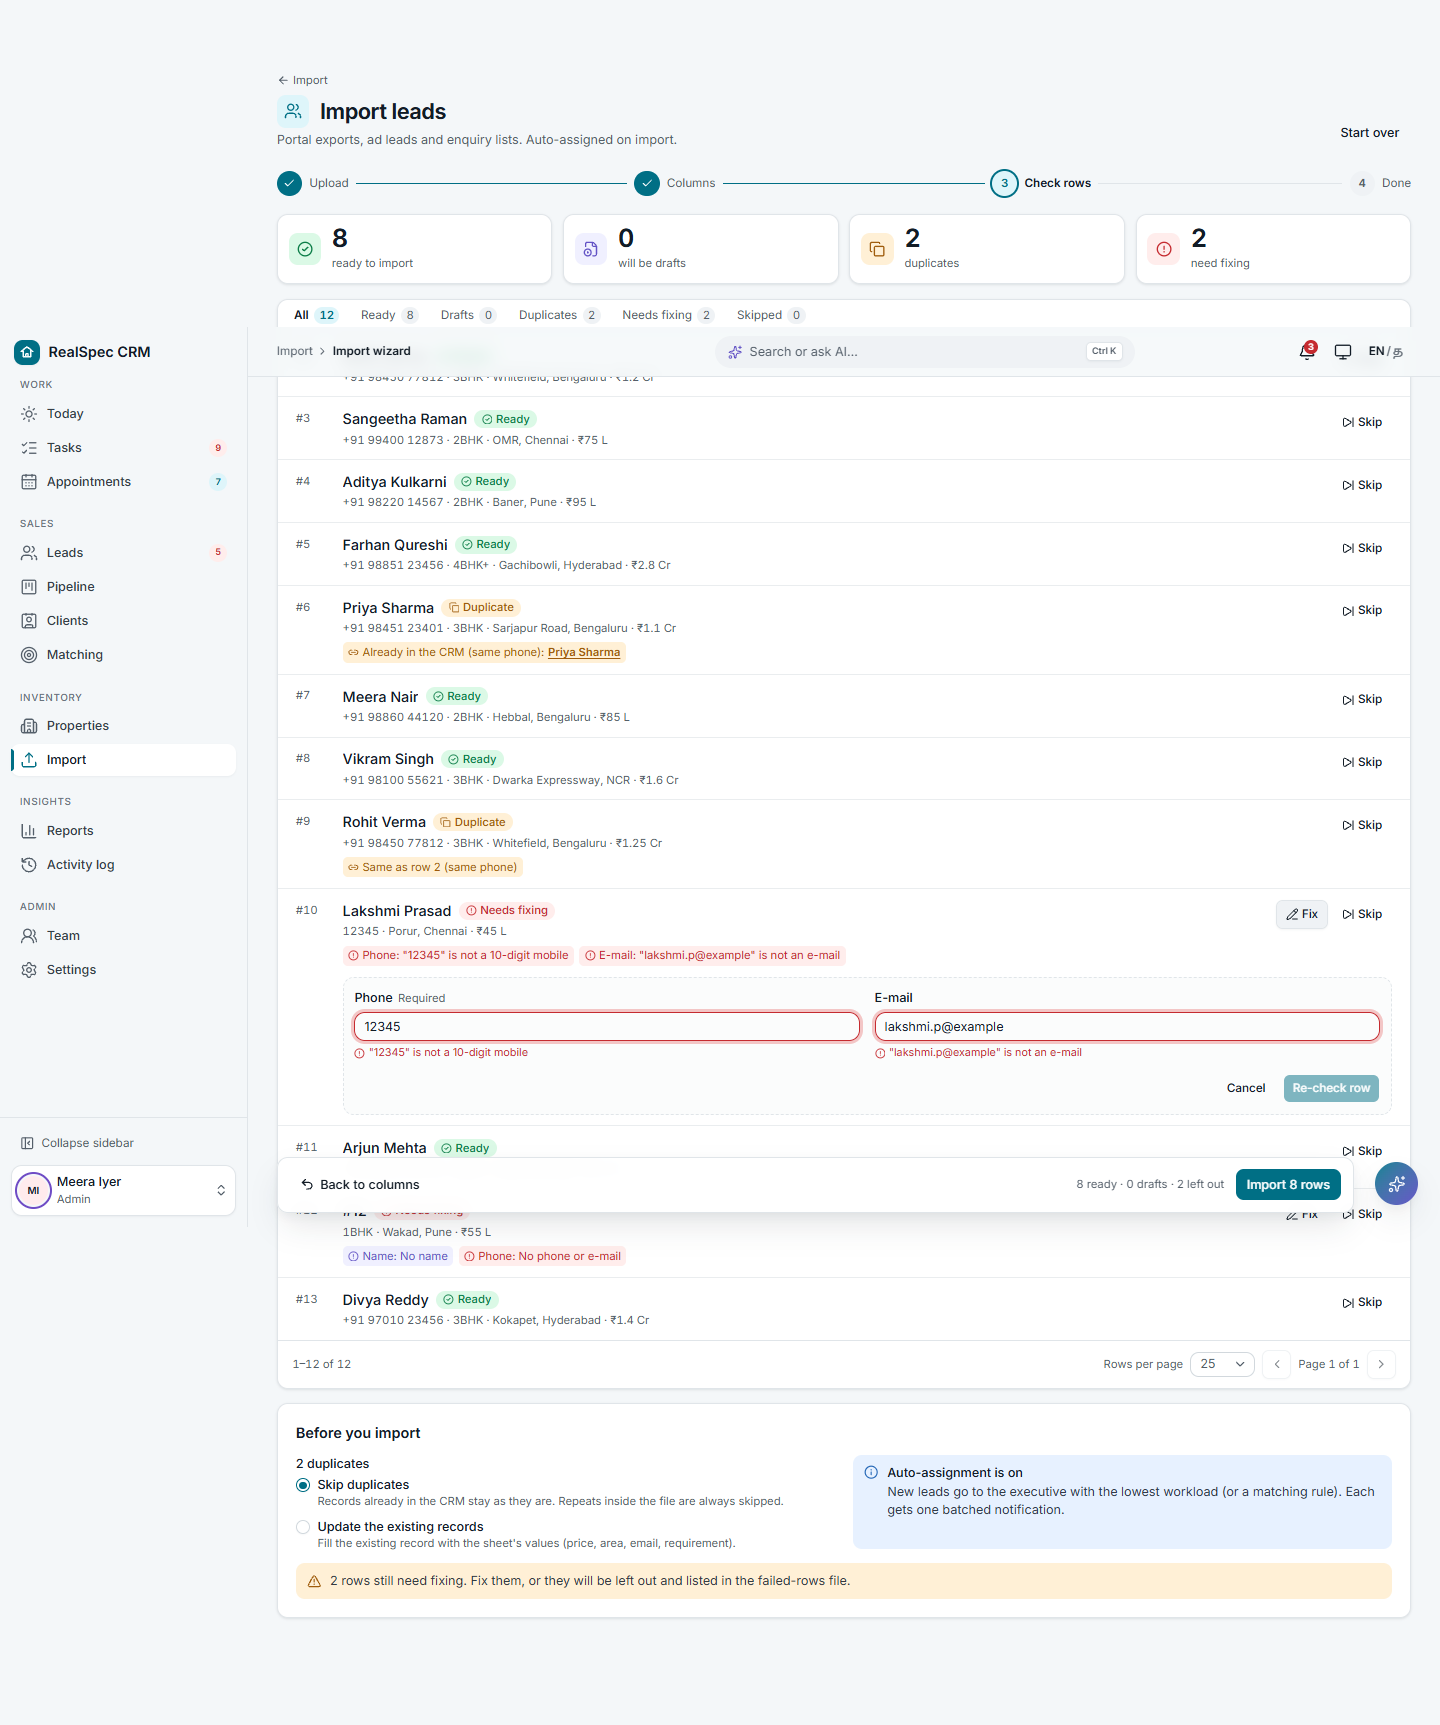 Import
Import leads
Portal exports, ad leads and enquiry lists. Auto-assigned on import.
Start over
Upload
Columns
3 Check rows
4 Done
8
ready to import
0
will be drafts
2
duplicates
2
need fixing
All 12 Ready 8 Drafts 0 Duplicates 2 Needs fixing 2 Skipped 0
RealSpec CRM
Import > Import wizard
Search or ask AI...
Ctrl K
3
EN / த
WORK
Today
Tasks 9
Appointments 7
SALES
Leads 5
Pipeline
Clients
Matching
INVENTORY
Properties
Import
INSIGHTS
Reports
Activity log
ADMIN
Team
Settings
Collapse sidebar
MI
Meera Iyer
Admin
+91 98450 77812 · 3BHK · Whitefield, Bengaluru · ₹1.2 Cr
#3 Sangeetha Raman Ready Skip
+91 99400 12873 · 2BHK · OMR, Chennai · ₹75 L
#4 Aditya Kulkarni Ready Skip
+91 98220 14567 · 2BHK · Baner, Pune · ₹95 L
#5 Farhan Qureshi Ready Skip
+91 98851 23456 · 4BHK+ · Gachibowli, Hyderabad · ₹2.8 Cr
#6 Priya Sharma Duplicate Skip
+91 98451 23401 · 3BHK · Sarjapur Road, Bengaluru · ₹1.1 Cr
Already in the CRM (same phone): Priya Sharma
#7 Meera Nair Ready Skip
+91 98860 44120 · 2BHK · Hebbal, Bengaluru · ₹85 L
#8 Vikram Singh Ready Skip
+91 98100 55621 · 3BHK · Dwarka Expressway, NCR · ₹1.6 Cr
#9 Rohit Verma Duplicate Skip
+91 98450 77812 · 3BHK · Whitefield, Bengaluru · ₹1.25 Cr
Same as row 2 (same phone)
#10 Lakshmi Prasad Needs fixing Fix Skip
12345 · Porur, Chennai · ₹45 L
Phone: "12345" is not a 10-digit mobile E-mail: "lakshmi.p@example" is not an e-mail
Phone Required
E-mail
12345
lakshmi.p@example
"12345" is not a 10-digit mobile
"lakshmi.p@example" is not an e-mail
Cancel Re-check row
#11 Arjun Mehta Ready Skip
Back to columns
8 ready · 0 drafts · 2 left out
Import 8 rows
#12 Needs fixing Fix Skip
1BHK · Wakad, Pune · ₹55 L
Name: No name Phone: No phone or e-mail
#13 Divya Reddy Ready Skip
+91 97010 23456 · 3BHK · Kokapet, Hyderabad · ₹1.4 Cr
1–12 of 12
Rows per page 25
Page 1 of 1
Before you import
2 duplicates
Skip duplicates
Records already in the CRM stay as they are. Repeats inside the file are always skipped.
Update the existing records
Fill the existing record with the sheet's values (price, area, email, requirement).
Auto-assignment is on
New leads go to the executive with the lowest workload (or a matching rule). Each
gets one batched notification.
2 rows still need fixing. Fix them, or they will be left out and listed in the failed-rows file.